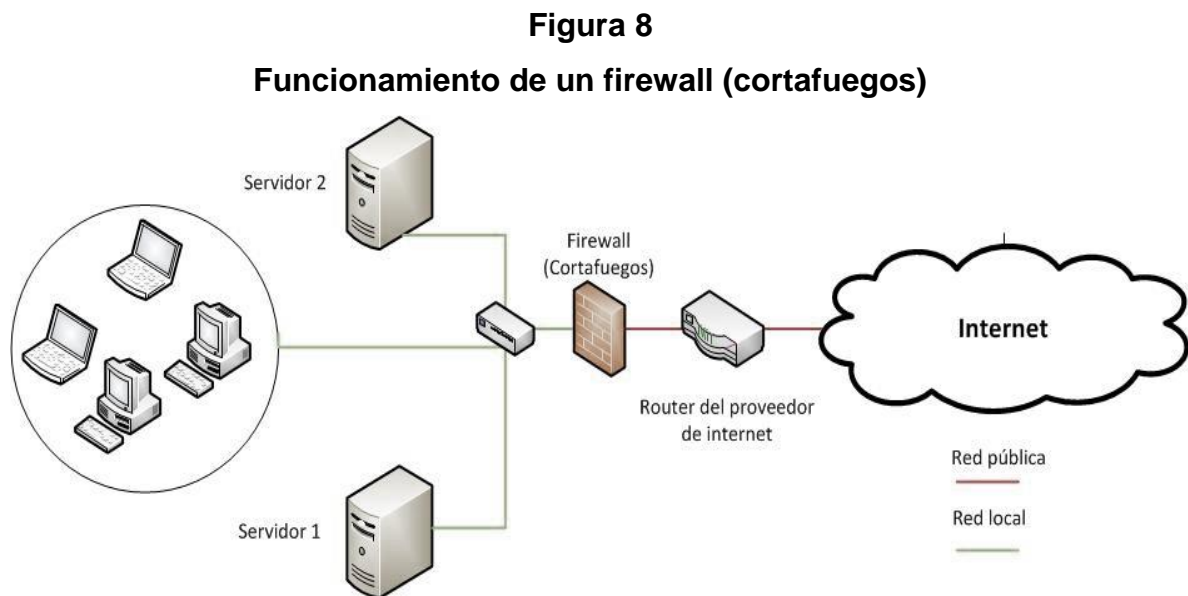 Figura 8
Funcionamiento de un firewall (cortafuegos)
Servidor 2
Firewall
(Cortafuegos)
Internet
Router del proveedor
de internet
Red pública
Red local
Servidor 1